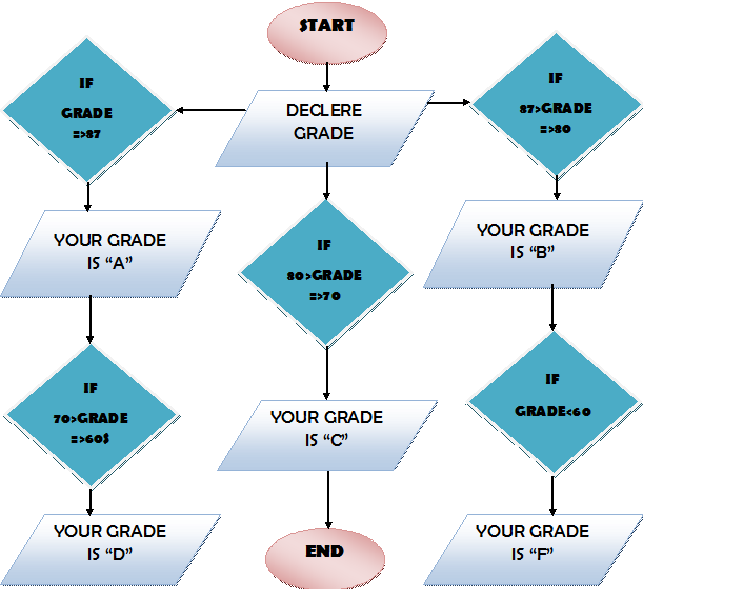 START
DECLERE
GRADE
IF
GRADE
=>87
IF
87>GRADE
=>80
YOUR GRADE
IS “A”
IF
80>GRADE
=>70
YOUR GRADE
IS “B”
IF
70>GRADE
=>60$
YOUR GRADE
IS “C”
IF
GRADE<60
YOUR GRADE
IS “D”
END
YOUR GRADE
IS “F”